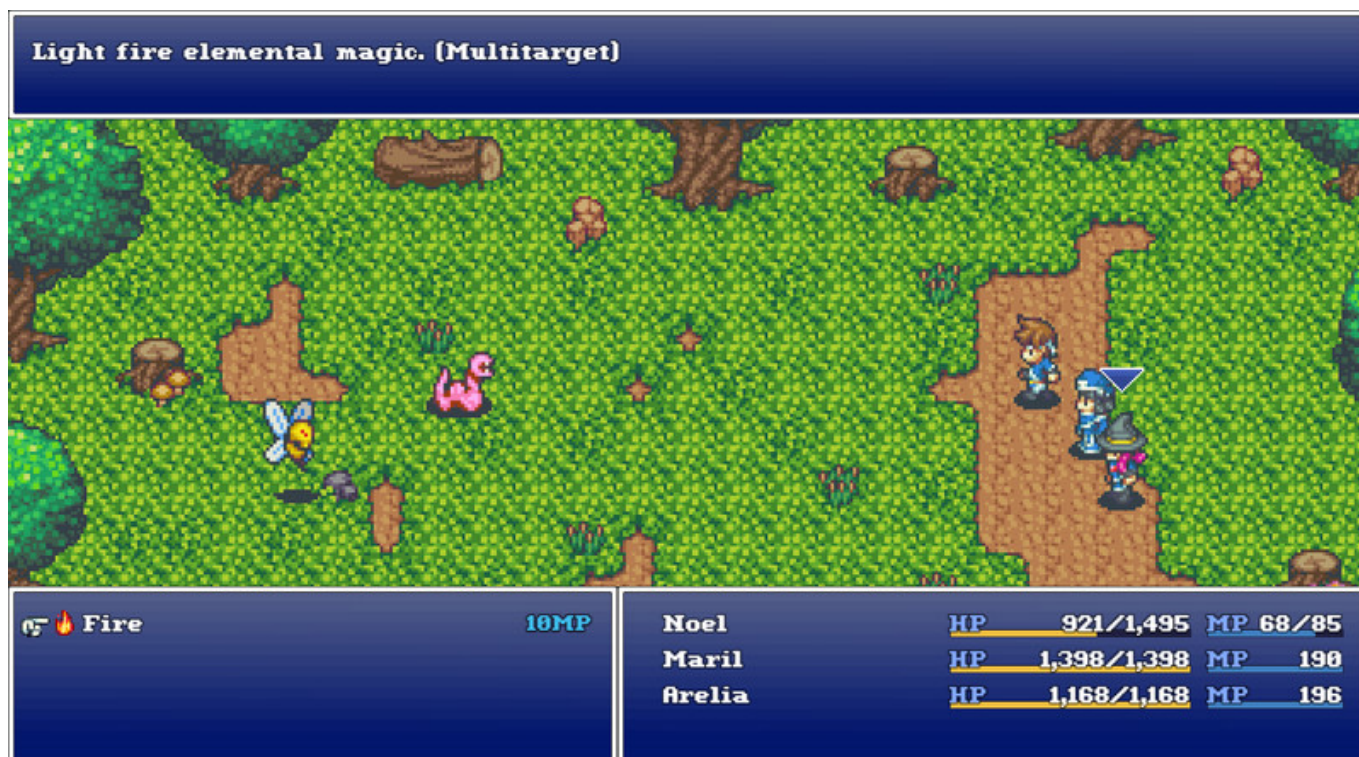 Light fire elemental magic. (Multitarget)
Fire 10MP
Noel HP 921/1,495 MP 68/85
Maril HP 1,398/1,398 MP 190
Arelia HP 1,168/1,168 MP 196